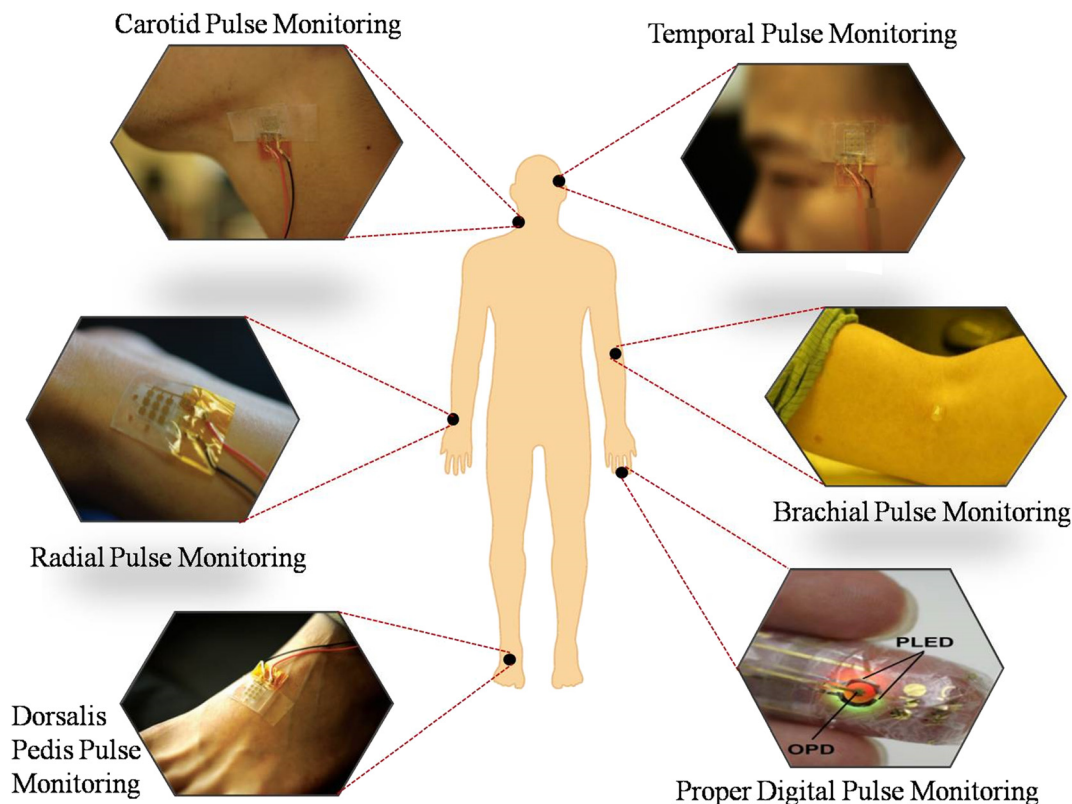 Carotid Pulse Monitoring
Temporal Pulse Monitoring
Radial Pulse Monitoring
Brachial Pulse Monitoring
Dorsalis
Pedis Pulse
Monitoring
PLED
OPD
Proper Digital Pulse Monitoring